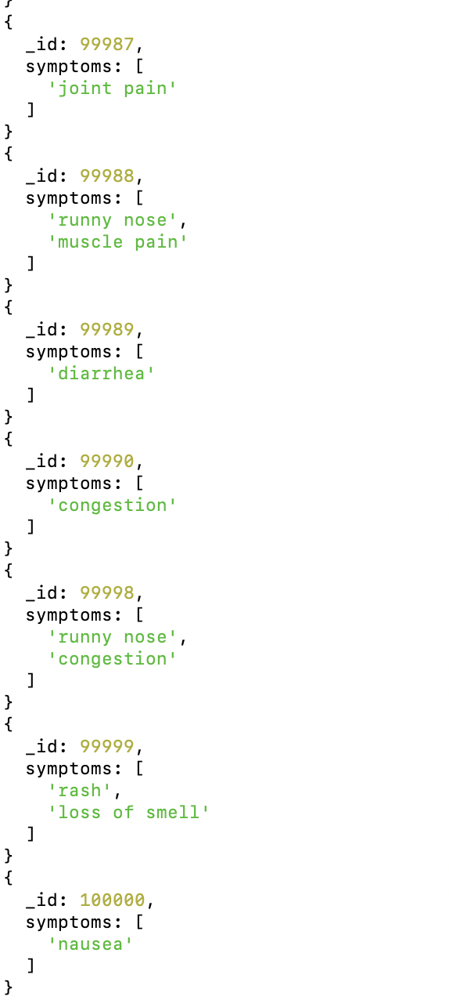 }
{
  _id: 99987,
  symptoms: [
    'joint pain'
  ]
}
{
  _id: 99988,
  symptoms: [
    'runny nose',
    'muscle pain'
  ]
}
{
  _id: 99989,
  symptoms: [
    'diarrhea'
  ]
}
{
  _id: 99990,
  symptoms: [
    'congestion'
  ]
}
{
  _id: 99998,
  symptoms: [
    'runny nose',
    'congestion'
  ]
}
{
  _id: 99999,
  symptoms: [
    'rash',
    'loss of smell'
  ]
}
{
  _id: 100000,
  symptoms: [
    'nausea'
  ]
}